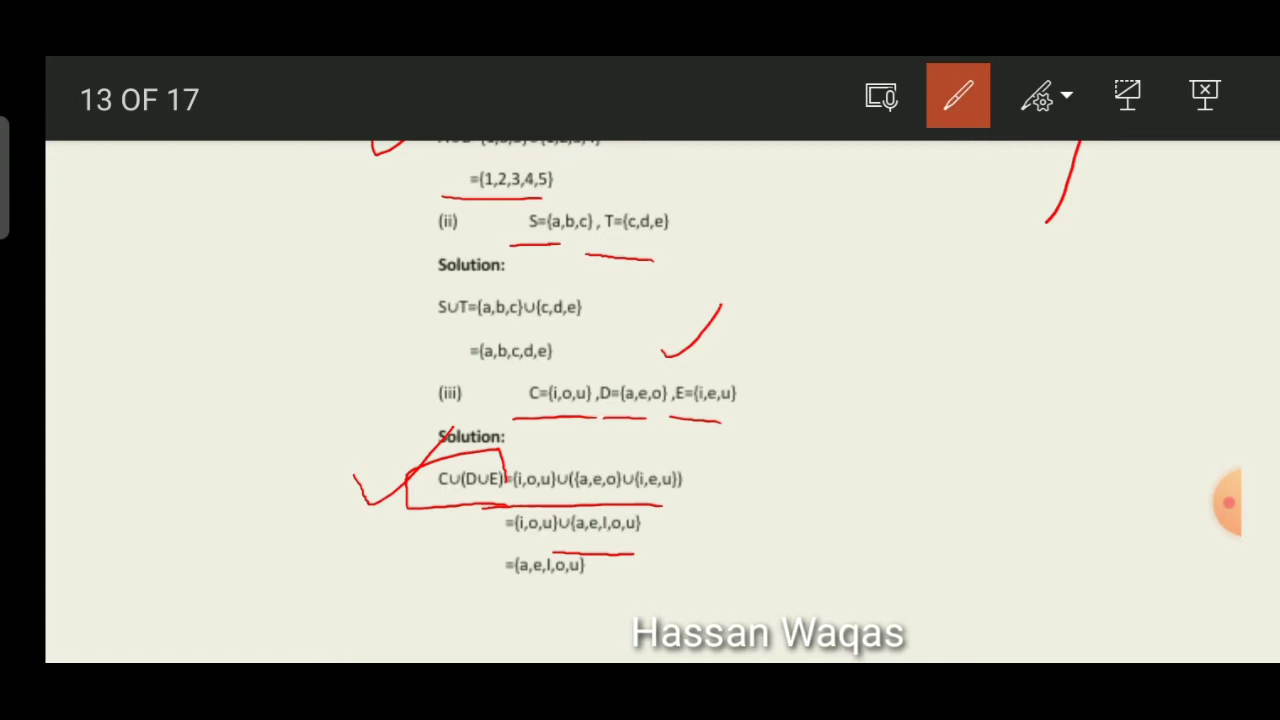 13 OF 17
={1,2,3,4,5}
(ii) S={a,b,c} , T={c,d,e}
Solution:
S∪T={a,b,c}∪{c,d,e}
={a,b,c,d,e}
(iii) C={i,o,u} ,D={a,e,o} ,E={i,e,u}
Solution:
C∪(D∪E)={i,o,u}∪({a,e,o}∪{i,e,u})
={i,o,u}∪{a,e,I,o,u}
={a,e,I,o,u}
Hassan Waqas